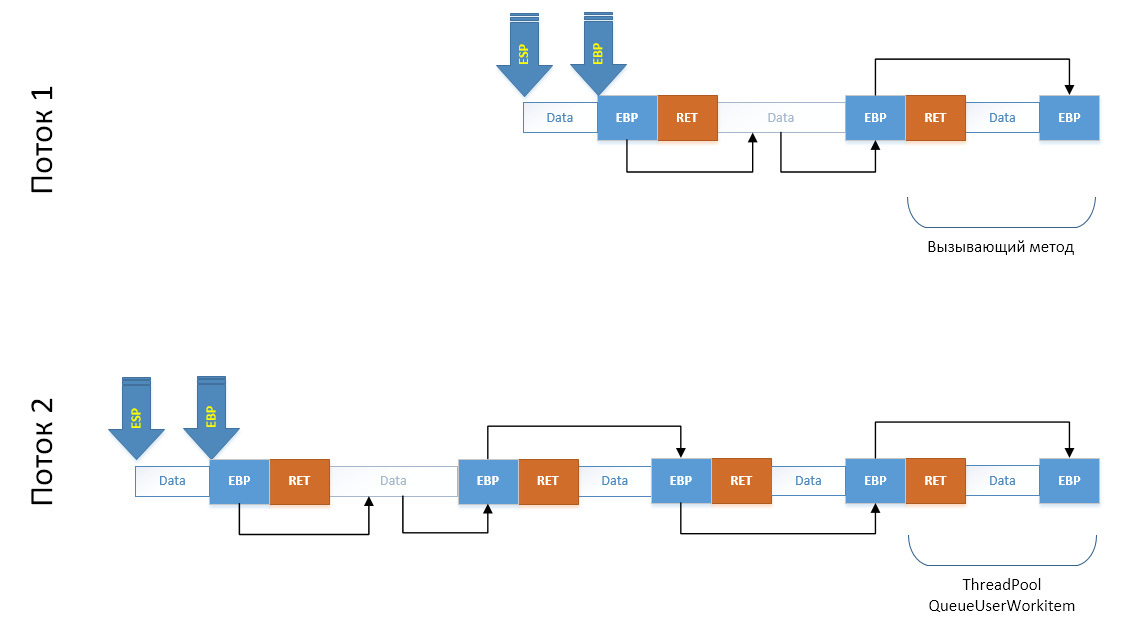 Поток 1
ESP
EBP
Data
EBP
RET
Data
EBP
RET
Data
EBP
Вызывающий метод
Поток 2
ESP
EBP
Data
EBP
RET
Data
EBP
RET
Data
EBP
RET
Data
EBP
RET
Data
EBP
ThreadPool
QueueUserWorkitem